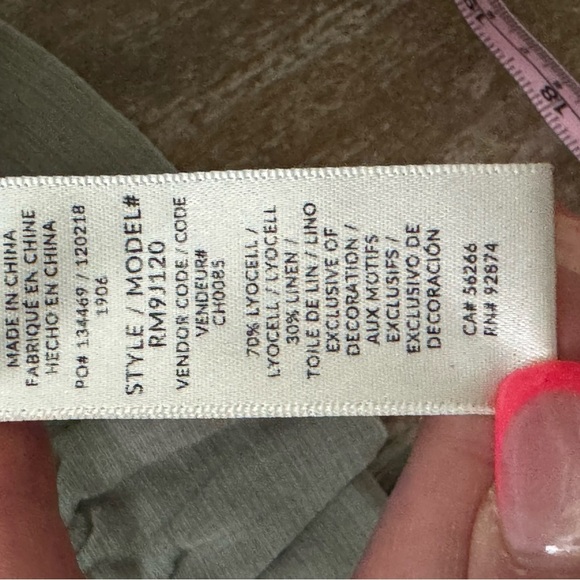 MADE IN CHINA
FABRIQUÉ EN CHINE
HECHO EN CHINA
PO# 134469 / 120218
1906
STYLE / MODEL#
RM9J120
VENDOR CODE / CODE
VENDEUR#
CH0085
70% LYOCELL /
LYOCELL / LYOCELL
30% LINEN /
TOILE DE LIN / LINO
EXCLUSIVE OF
DECORATION /
AUX MOTIFS
EXCLUSIFS /
EXCLUSIVO DE
DECORACIÓN
CA# 56266
RN# 92874
18